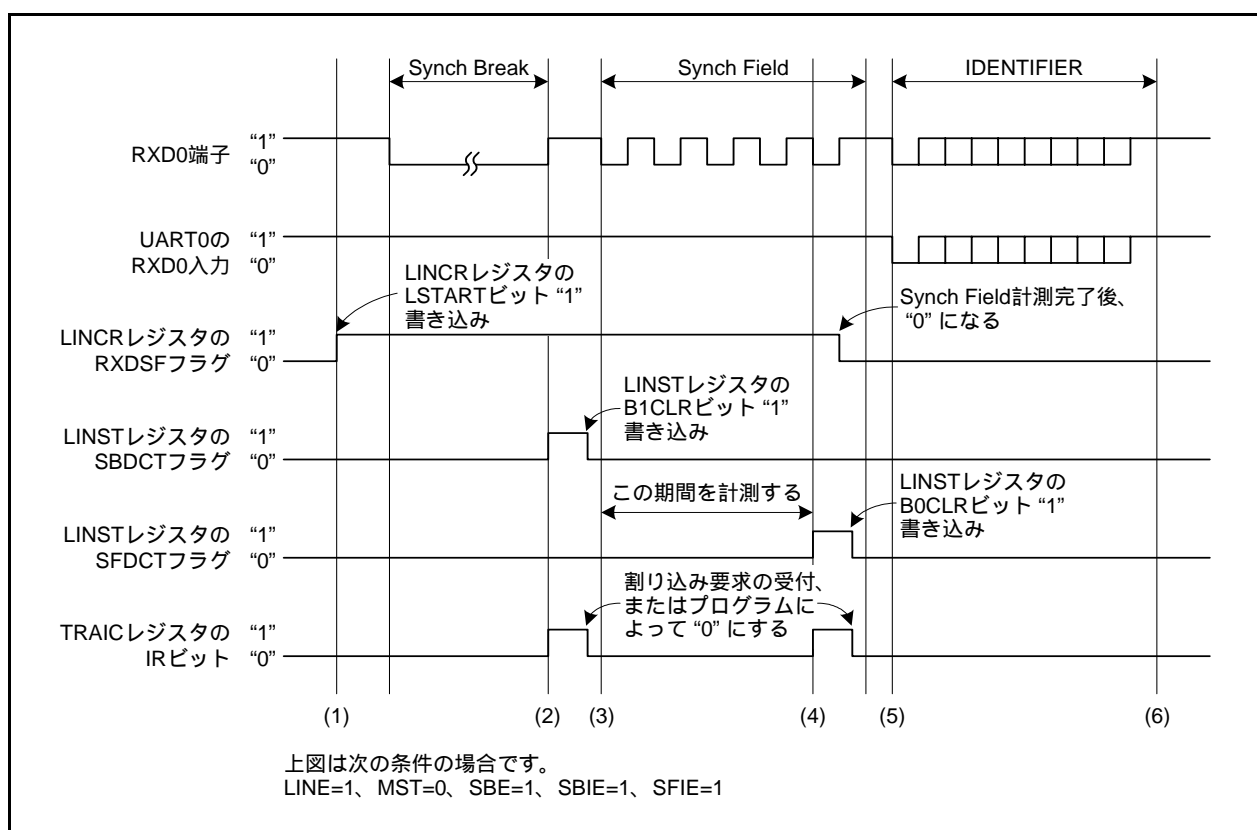 Synch Break
Synch Field
IDENTIFIER
RXD0端子
“1”
“0”
UART0の
RXD0入力
“1”
“0”
LINCRレジスタの
LSTARTビット “1”
書き込み
Synch Field計測完了後、
“0” になる
LINCRレジスタの
RXDSFフラグ
“1”
“0”
LINSTレジスタの
B1CLRビット “1”
書き込み
LINSTレジスタの
SBDCTフラグ
“1”
“0”
この期間を計測する
LINSTレジスタの
B0CLRビット “1”
書き込み
LINSTレジスタの
SFDCTフラグ
“1”
“0”
割り込み要求の受付、
またはプログラムに
よって “0” にする
TRAICレジスタの
IRビット
“1”
“0”
(1)
(2)
(3)
(4)
(5)
(6)
上図は次の条件の場合です。
LINE=1、MST=0、SBE=1、SBIE=1、SFIE=1